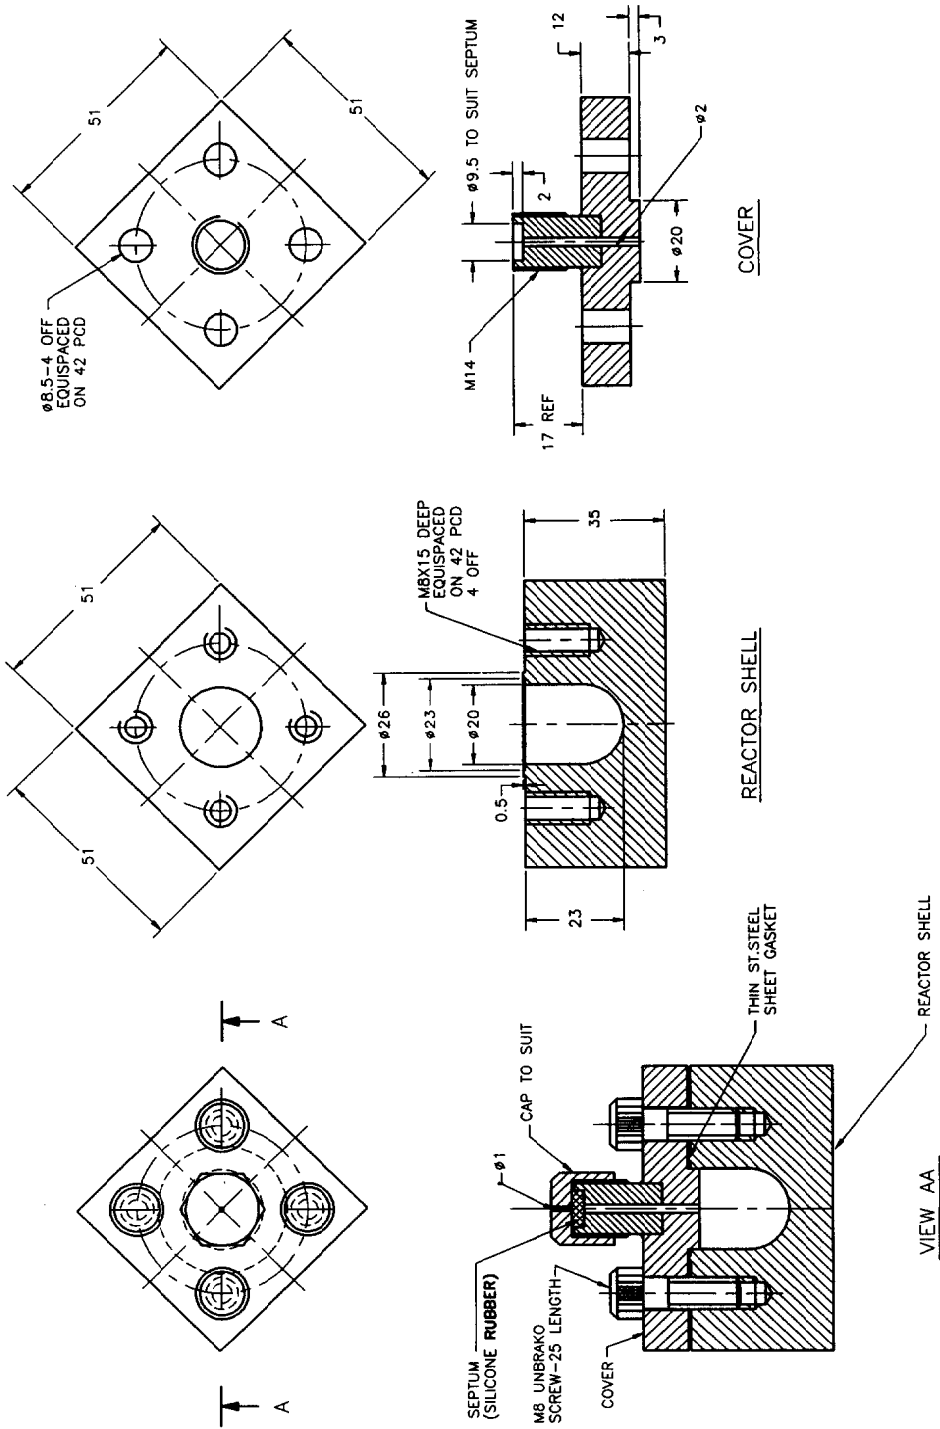 51
51
Ø8.5-4 OFF
EQUISPACED
ON 42 PCD
Ø9.5 TO SUIT SEPTUM
12
3
2
Ø2
M14
17 REF
Ø20
COVER
51
51
M8X15 DEEP
EQUISPACED
ON 42 PCD
4 OFF
35
Ø26
Ø23
Ø20
0.5
23
REACTOR SHELL
A
A
CAP TO SUIT
Ø1
THIN ST.STEEL
SHEET GASKET
REACTOR SHELL
SEPTUM
(SILICONE RUBBER)
M8 UNBRAKO
SCREW-25 LENGTH
COVER
VIEW AA